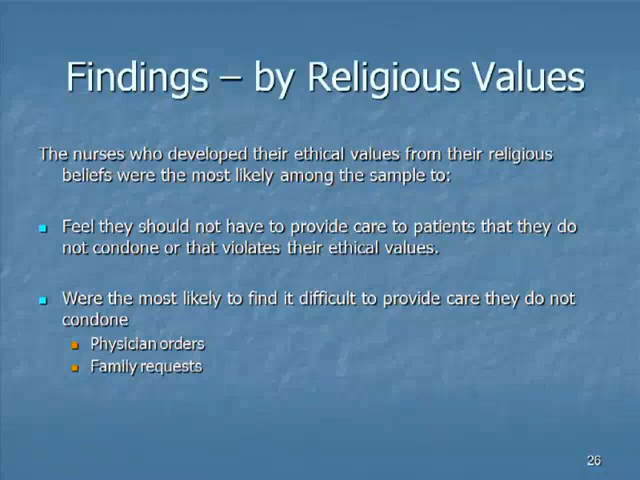 Findings – by Religious Values
The nurses who developed their ethical values from their religious
beliefs were the most likely among the sample to:
Feel they should not have to provide care to patients that they do
not condone or that violates their ethical values.
Were the most likely to find it difficult to provide care they do not
condone
Physician orders
Family requests
26